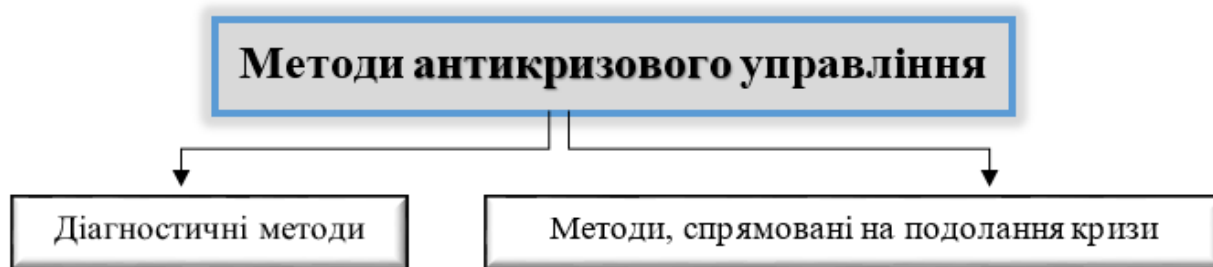 Методи антикризового управління
Діагностичні методи
Методи, спрямовані на подолання кризи